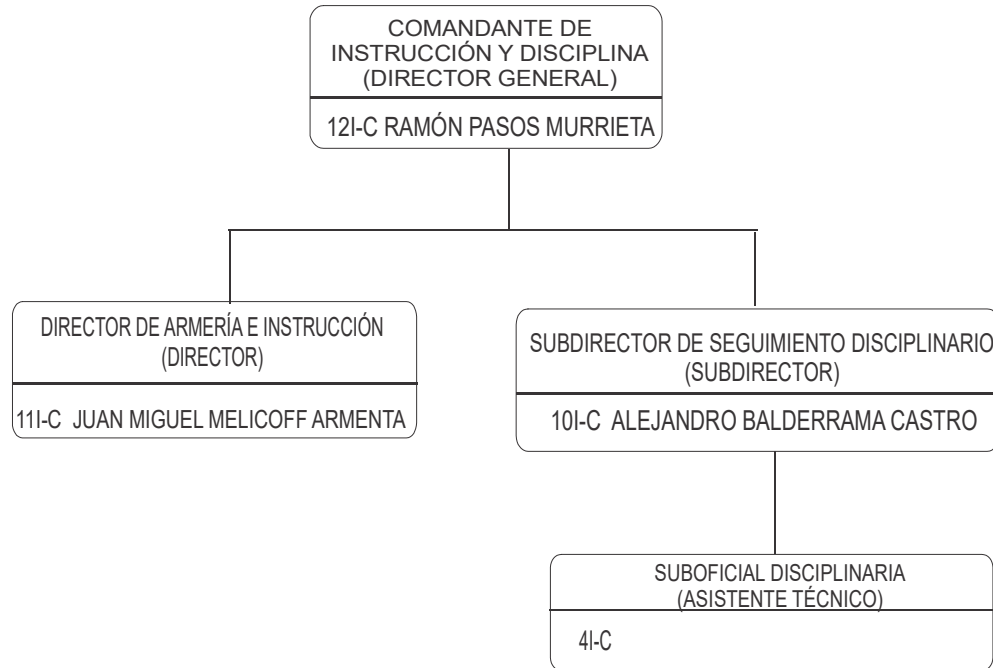 COMANDANTE DE
INSTRUCCIÓN Y DISCIPLINA
(DIRECTOR GENERAL)
12I-C RAMÓN PASOS MURRIETA
DIRECTOR DE ARMERÍA E INSTRUCCIÓN
(DIRECTOR)
11I-C JUAN MIGUEL MELICOFF ARMENTA
SUBDIRECTOR DE SEGUIMIENTO DISCIPLINARIO
(SUBDIRECTOR)
10I-C ALEJANDRO BALDERRAMA CASTRO
SUBOFICIAL DISCIPLINARIA
(ASISTENTE TÉCNICO)
4I-C